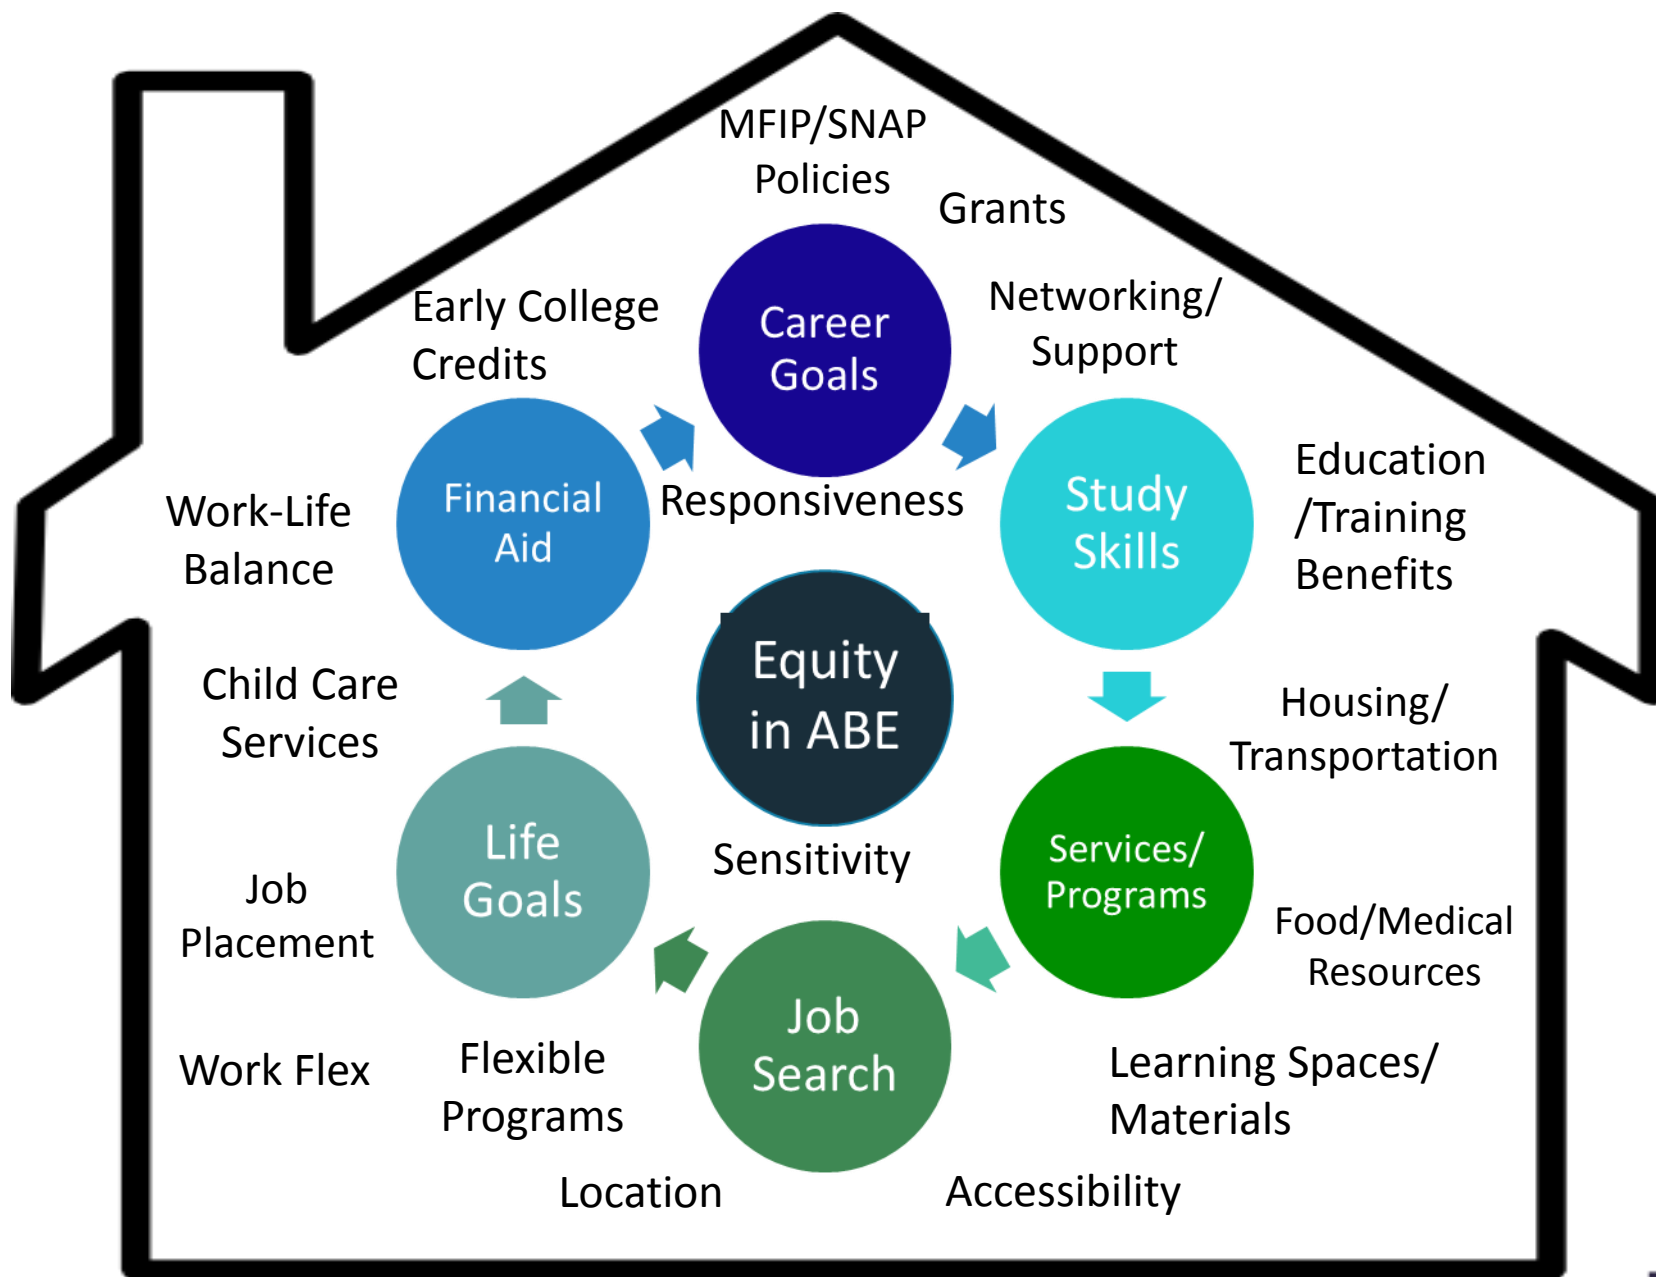 MFIP/SNAP
Policies
Grants
Early College
Credits
Career
Goals
Networking/
Support
Financial
Aid
Responsiveness
Study
Skills
Education
/Training
Benefits
Work-Life
Balance
Equity
in ABE
Child Care
Services
Housing/
Transportation
Life
Goals
Sensitivity
Services/
Programs
Job
Placement
Food/Medical
Resources
Job
Search
Work Flex
Flexible
Programs
Learning Spaces/
Materials
Location
Accessibility